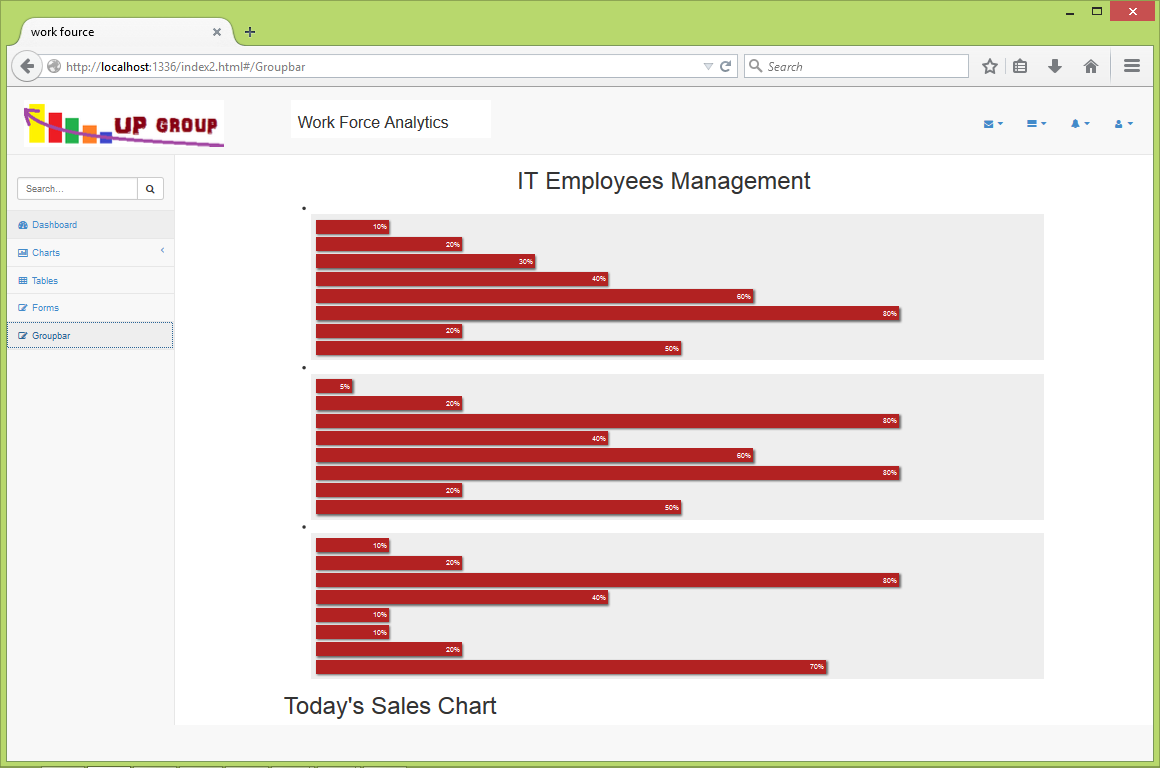 work fource
http://localhost:1336/index2.html#/Groupbar
Search
UP GROUP
Work Force Analytics
Search...
Dashboard
Charts
Tables
Forms
Groupbar
IT Employees Management
10%
20%
30%
40%
60%
80%
20%
50%
5%
20%
80%
40%
60%
80%
20%
50%
10%
20%
80%
40%
10%
10%
20%
70%
Today's Sales Chart